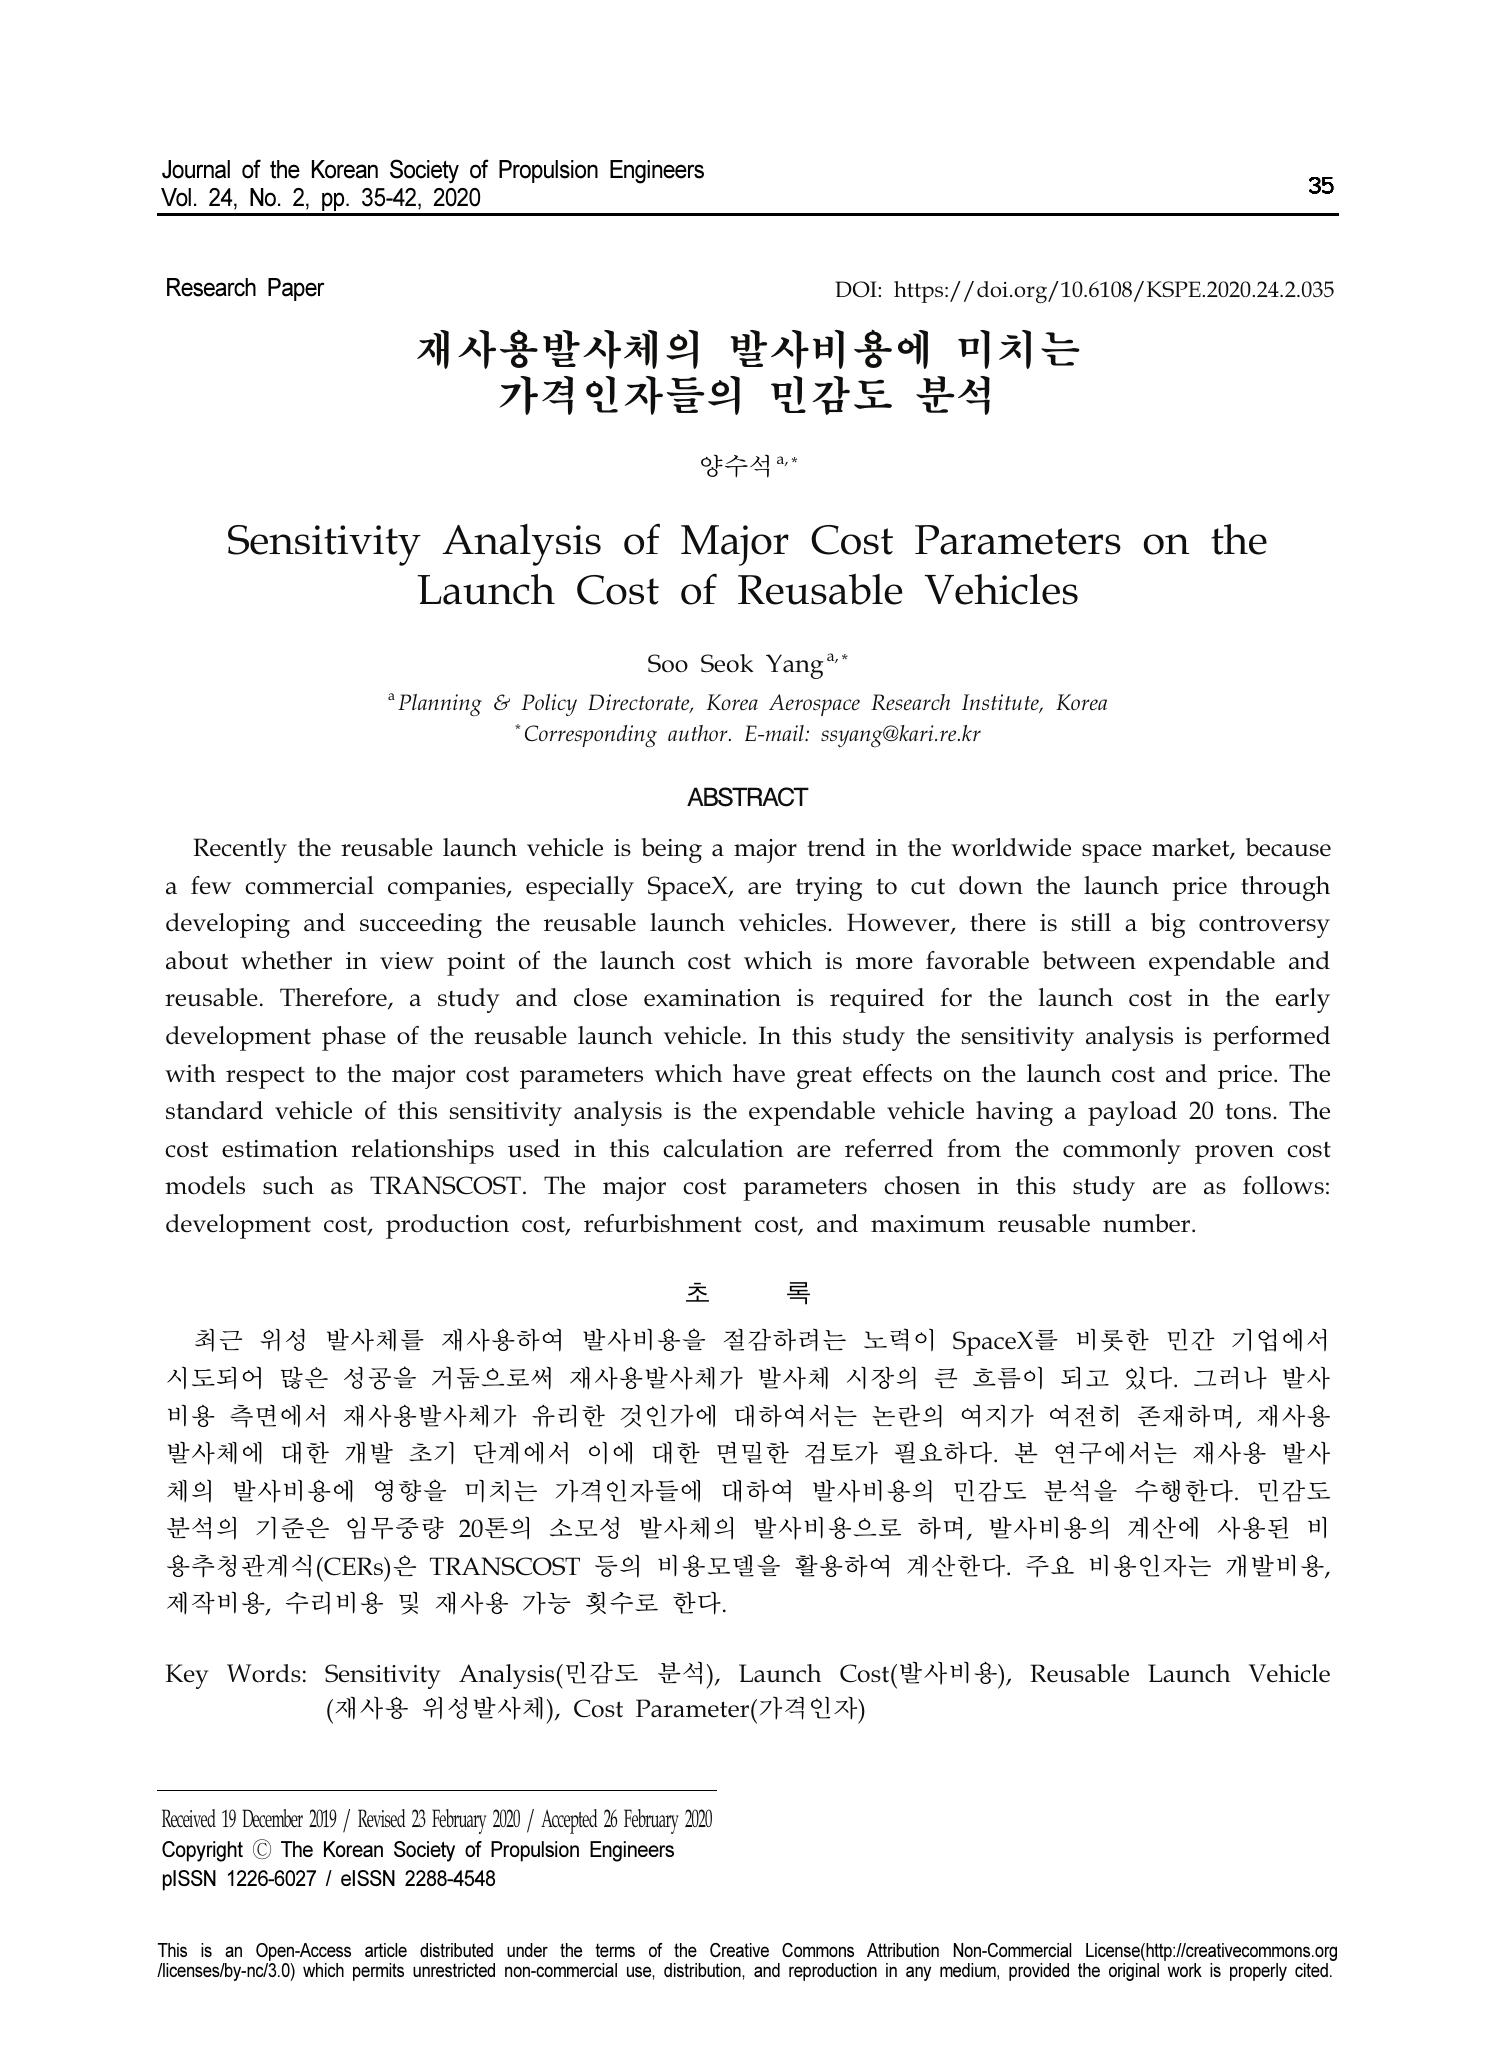 Journal of the Korean Society of Propulsion Engineers
Vol. 24, No. 2, pp. 35-42, 2020
35
Research Paper
DOI: https://doi.org/10.6108/KSPE.2020.24.2.035
재사용발사체의 발사비용에 미치는
가격인자들의 민감도 분석
양수석 a, *
Sensitivity Analysis of Major Cost Parameters on the
Launch Cost of Reusable Vehicles
Soo Seok Yang a, *
a Planning & Policy Directorate, Korea Aerospace Research Institute, Korea
* Corresponding author. E-mail: ssyang@kari.re.kr
ABSTRACT
Recently the reusable launch vehicle is being a major trend in the worldwide space market, because
a few commercial companies, especially SpaceX, are trying to cut down the launch price through
developing and succeeding the reusable launch vehicles. However, there is still a big controversy
about whether in view point of the launch cost which is more favorable between expendable and
reusable. Therefore, a study and close examination is required for the launch cost in the early
development phase of the reusable launch vehicle. In this study the sensitivity analysis is performed
with respect to the major cost parameters which have great effects on the launch cost and price. The
standard vehicle of this sensitivity analysis is the expendable vehicle having a payload 20 tons. The
cost estimation relationships used in this calculation are referred from the commonly proven cost
models such as TRANSCOST. The major cost parameters chosen in this study are as follows:
development cost, production cost, refurbishment cost, and maximum reusable number.
초 록
최근 위성 발사체를 재사용하여 발사비용을 절감하려는 노력이 SpaceX를 비롯한 민간 기업에서
시도되어 많은 성공을 거둠으로써 재사용발사체가 발사체 시장의 큰 흐름이 되고 있다. 그러나 발사
비용 측면에서 재사용발사체가 유리한 것인가에 대하여서는 논란의 여지가 여전히 존재하며, 재사용
발사체에 대한 개발 초기 단계에서 이에 대한 면밀한 검토가 필요하다. 본 연구에서는 재사용 발사
체의 발사비용에 영향을 미치는 가격인자들에 대하여 발사비용의 민감도 분석을 수행한다. 민감도
분석의 기준은 임무중량 20톤의 소모성 발사체의 발사비용으로 하며, 발사비용의 계산에 사용된 비
용추청관계식(CERs)은 TRANSCOST 등의 비용모델을 활용하여 계산한다. 주요 비용인자는 개발비용,
제작비용, 수리비용 및 재사용 가능 횟수로 한다.
Key Words: Sensitivity Analysis(민감도 분석), Launch Cost(발사비용), Reusable Launch Vehicle
(재사용 위성발사체), Cost Parameter(가격인자)
Received 19 December 2019 / Revised 23 February 2020 / Accepted 26 February 2020
Copyright Ⓒ The Korean Society of Propulsion Engineers
pISSN 1226-6027 / eISSN 2288-4548
This is an Open-Access article distributed under the terms of the Creative Commons Attribution Non-Commercial License(http://creativecommons.org
/licenses/by-nc/3.0) which permits unrestricted non-commercial use, distribution, and reproduction in any medium, provided the original work is properly cited.